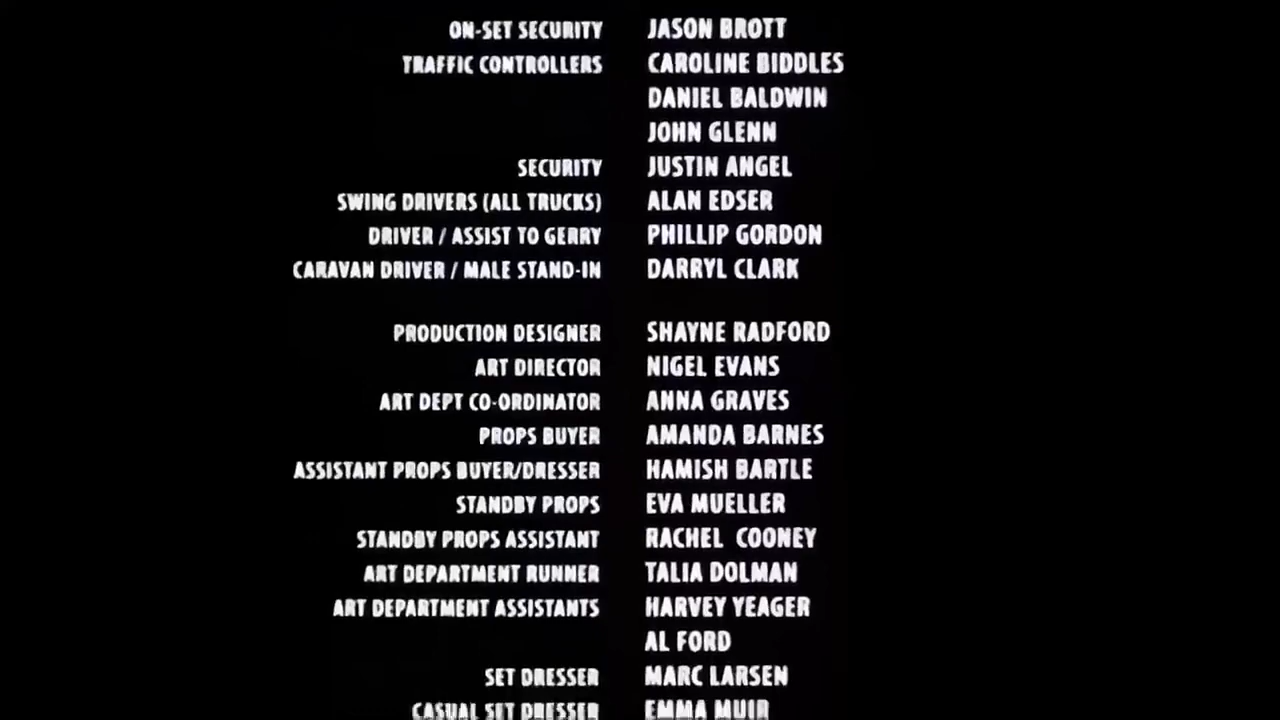 ON-SET SECURITY JASON BROTT
TRAFFIC CONTROLLERS CAROLINE BIDDLES
DANIEL BALDWIN
JOHN GLENN
SECURITY JUSTIN ANGEL
SWING DRIVERS (ALL TRUCKS) ALAN EDSER
DRIVER / ASSIST TO GERRY PHILLIP GORDON
CARAVAN DRIVER / MALE STAND-IN DARRYL CLARK
PRODUCTION DESIGNER SHAYNE RADFORD
ART DIRECTOR NIGEL EVANS
ART DEPT CO-ORDINATOR ANNA GRAVES
PROPS BUYER AMANDA BARNES
ASSISTANT PROPS BUYER/DRESSER HAMISH BARTLE
STANDBY PROPS EVA MUELLER
STANDBY PROPS ASSISTANT RACHEL COONEY
ART DEPARTMENT RUNNER TALIA DOLMAN
ART DEPARTMENT ASSISTANTS HARVEY YEAGER
AL FORD
SET DRESSER MARC LARSEN
CASUAL SET DRESSER EMMA MUIR